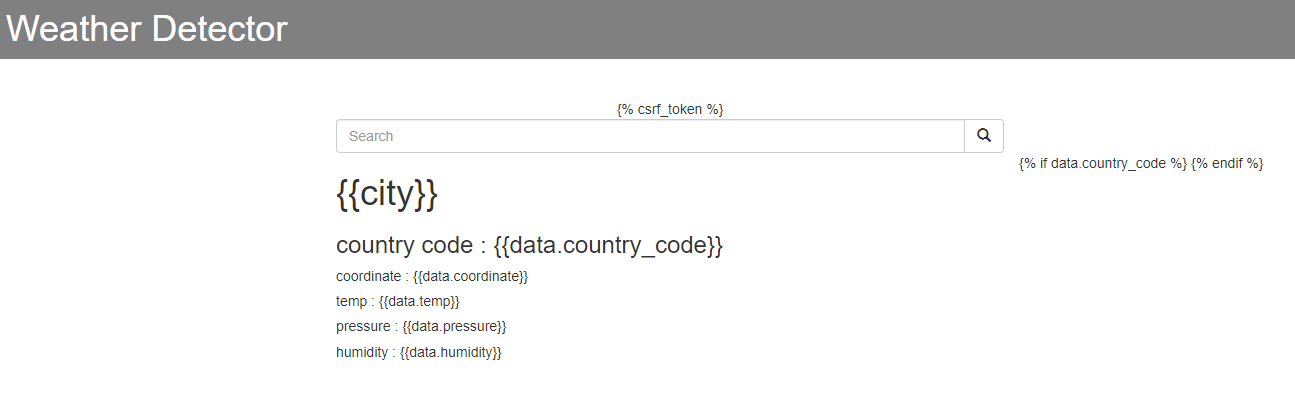 Weather Detector
{% csrf_token %}
Search
{% if data.country_code %} {% endif %}
{{city}}
country code : {{data.country_code}}
coordinate : {{data.coordinate}}
temp : {{data.temp}}
pressure : {{data.pressure}}
humidity : {{data.humidity}}